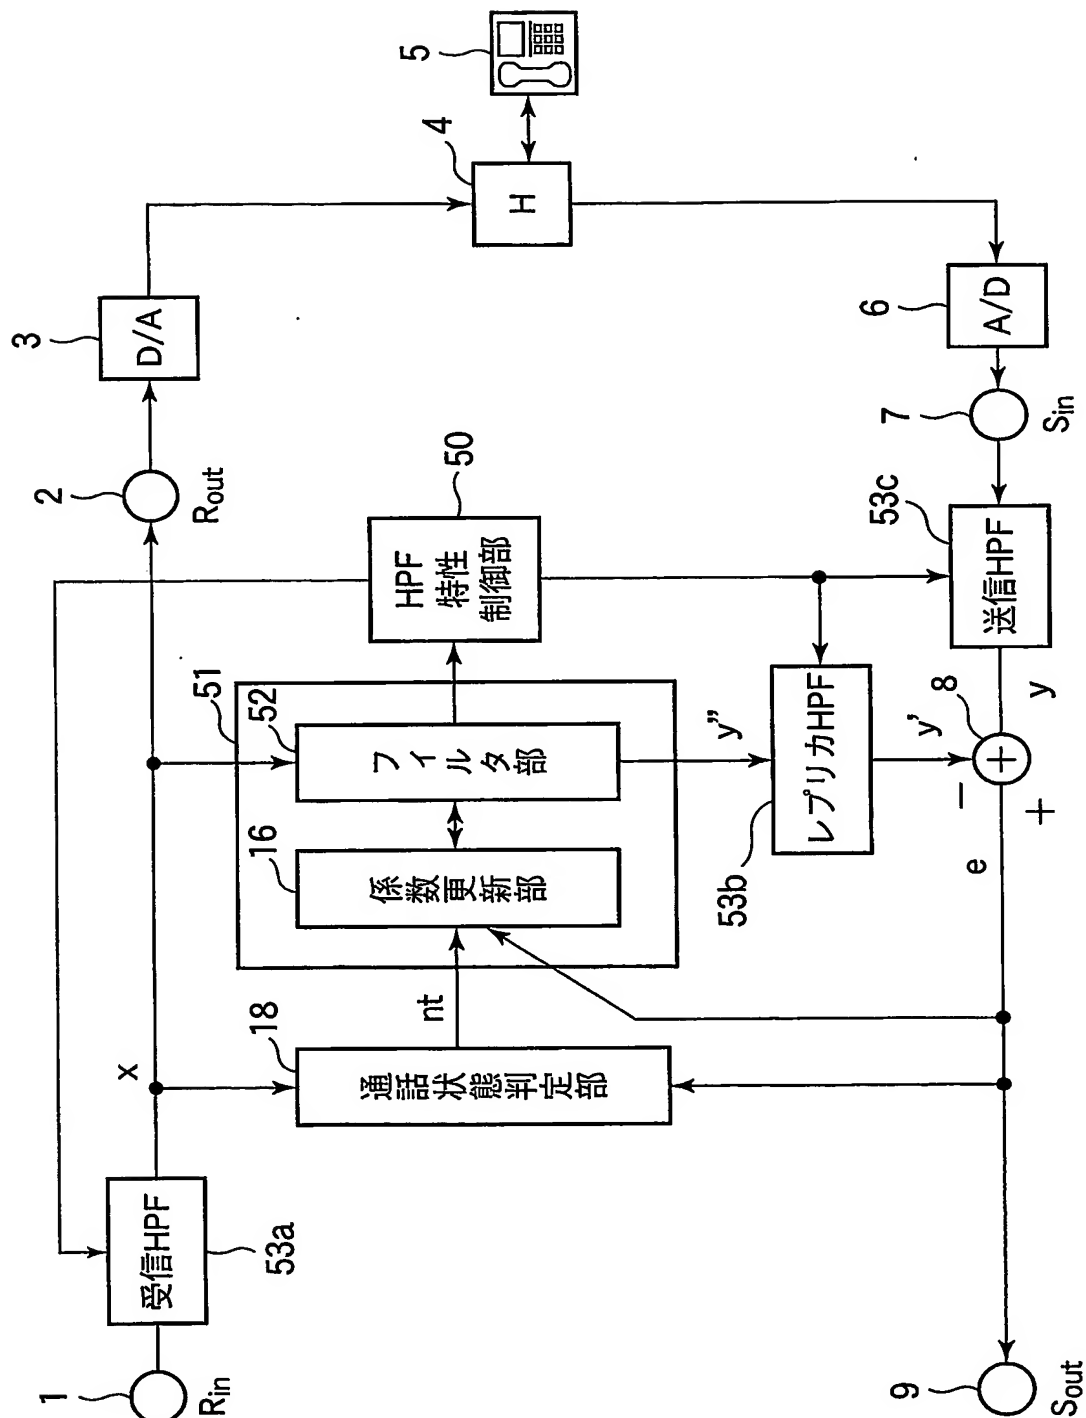 1
Rin
受信HPF
53a
x
2
Rout
3
D/A
4
H
5
18
通話状態判定部
nt
51
16
係数更新部
52
フィルタ部
50
HPF
特性
制御部
y"
53b
レプリカHPF
y'
53c
送信HPF
6
A/D
7
Sin
y
8
+
−
+
e
9
Sout